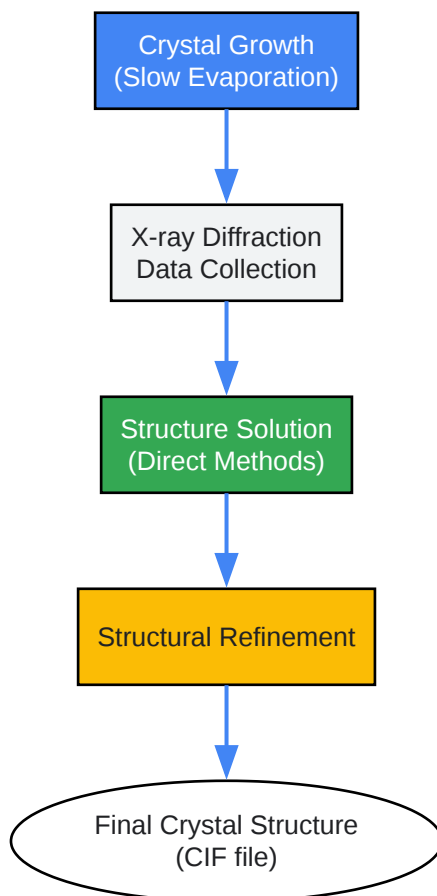 Crystal Growth
(Slow Evaporation)
X-ray Diffraction
Data Collection
Structure Solution
(Direct Methods)
Structural Refinement
Final Crystal Structure
(CIF file)